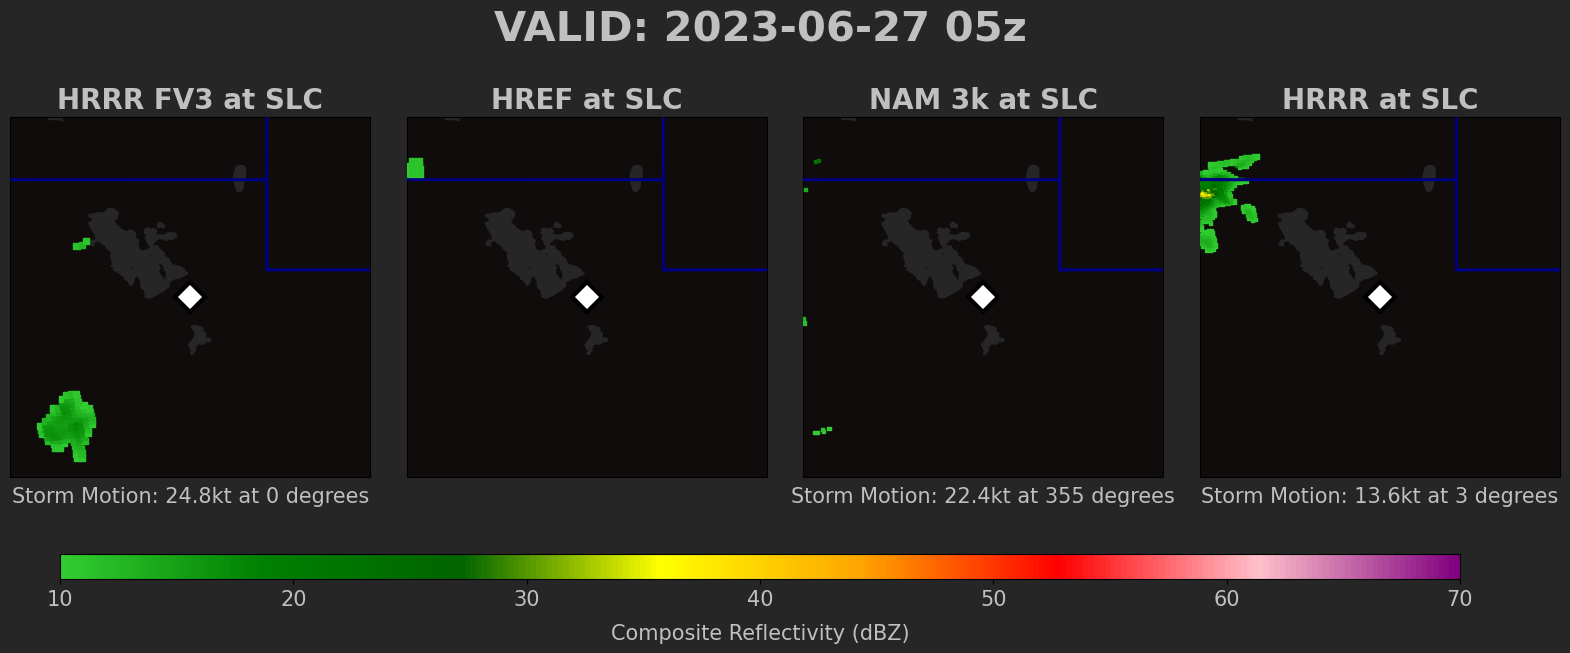 VALID: 2023-06-27 05z
HRRR FV3 at SLC
HREF at SLC
NAM 3k at SLC
HRRR at SLC
Storm Motion: 24.8kt at 0 degrees
Storm Motion: 22.4kt at 355 degrees
Storm Motion: 13.6kt at 3 degrees
10 20 30 40 50 60 70
Composite Reflectivity (dBZ)